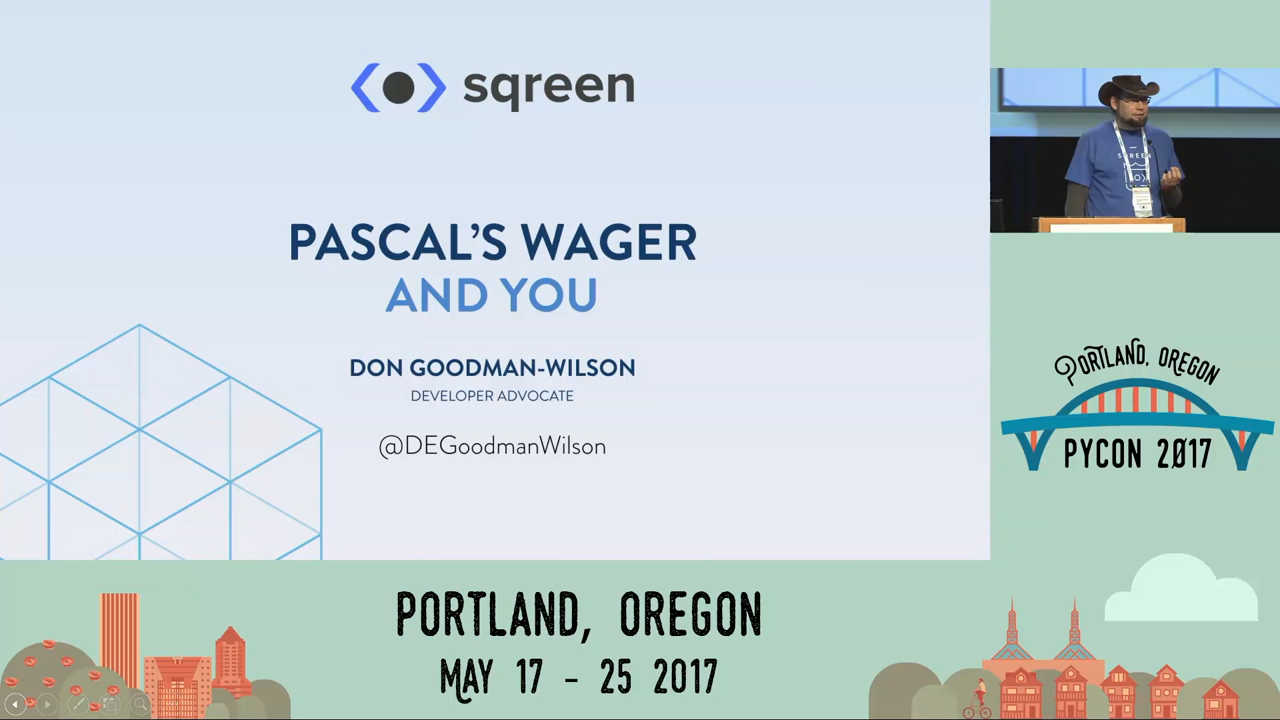 sqreen
PASCAL'S WAGER
AND YOU
DON GOODMAN-WILSON
DEVELOPER ADVOCATE
@DEGoodmanWilson
SQREEN
PORTLAND, OREGON
PYCON 2017
PORTLAND, OREGON
MAY 17 - 25 2017